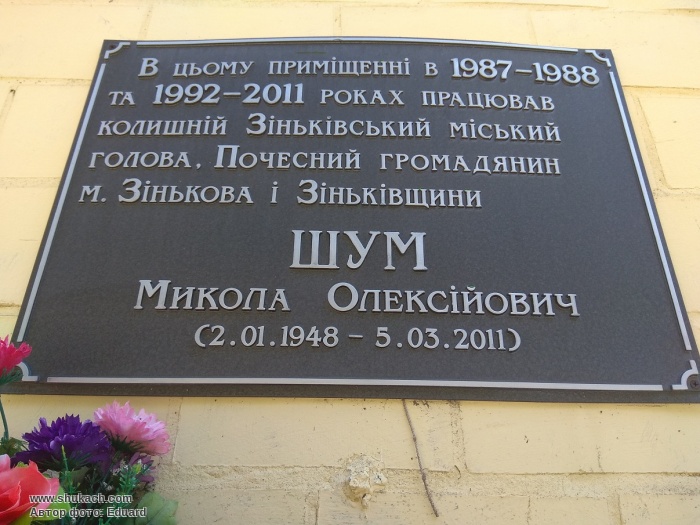 В цьому приміщенні в 1987–1988
та 1992–2011 роках працював
колишній Зіньківський міський
голова, Почесний громадянин
м. Зінькова і Зіньківщини
ШУМ
Микола Олексійович
(2.01.1948 – 5.03.2011)
www.shukach.com
Автор фото: Eduard